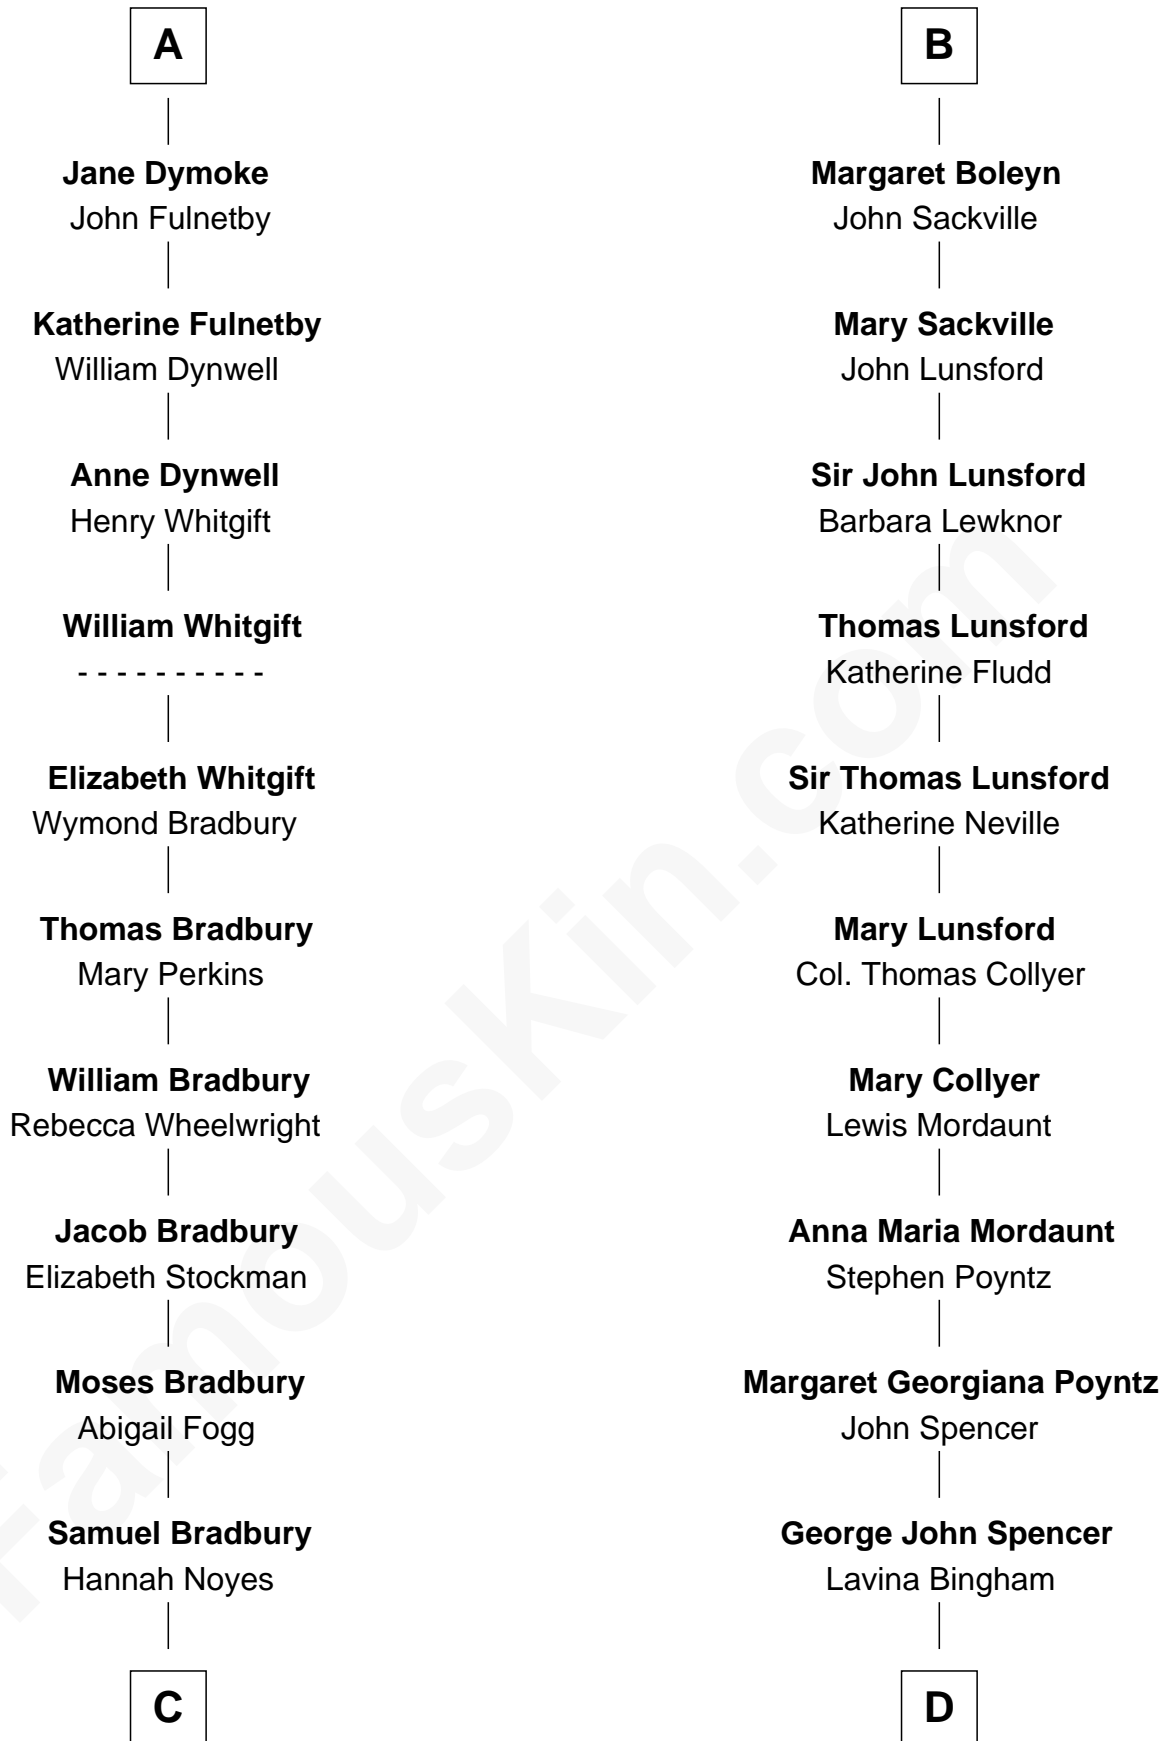 A
Jane Dymoke
John Fulnetby
Katherine Fulnetby
William Dynwell
Anne Dynwell
Henry Whitgift
William Whitgift
- - - - - - - - - -
Elizabeth Whitgift
Wymond Bradbury
Thomas Bradbury
Mary Perkins
William Bradbury
Rebecca Wheelwright
Jacob Bradbury
Elizabeth Stockman
Moses Bradbury
Abigail Fogg
Samuel Bradbury
Hannah Noyes
C
B
Margaret Boleyn
John Sackville
Mary Sackville
John Lunsford
Sir John Lunsford
Barbara Lewknor
Thomas Lunsford
Katherine Fludd
Sir Thomas Lunsford
Katherine Neville
Mary Lunsford
Col. Thomas Collyer
Mary Collyer
Lewis Mordaunt
Anna Maria Mordaunt
Stephen Poyntz
Margaret Georgiana Poyntz
John Spencer
George John Spencer
Lavina Bingham
D
FamousKin.com